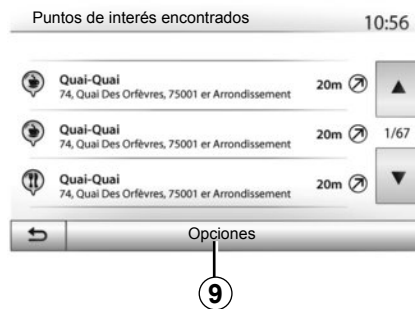 Puntos de interés encontrados
10:56
Quai-Quai
74, Quai Des Orfèvres, 75001 er Arrondissement
20m
Quai-Quai
74, Quai Des Orfèvres, 75001 er Arrondissement
20m
1/67
Quai-Quai
74, Quai Des Orfèvres, 75001 er Arrondissement
20m
Opciones
9